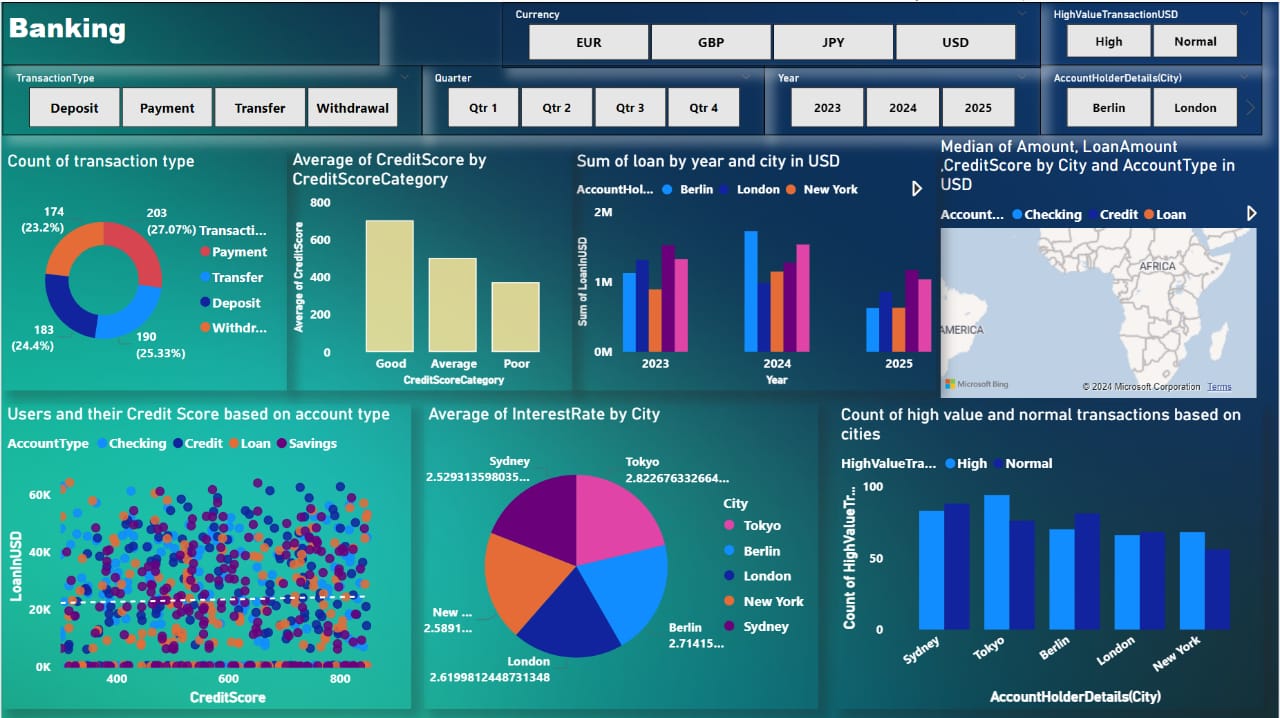 Banking
Currency
EUR GBP JPY USD
HighValueTransactionUSD
High Normal
TransactionType
Deposit Payment Transfer Withdrawal
Quarter
Qtr 1 Qtr 2 Qtr 3 Qtr 4
Year
2023 2024 2025
AccountHolderDetails(City)
Berlin London
Count of transaction type
174
(23.2%)
203
(27.07%)
183
(24.4%)
190
(25.33%)
Transacti...
Payment
Transfer
Deposit
Withdr...
Average of CreditScore by
CreditScoreCategory
Average of CreditScore
800
600
400
200
0
Good Average Poor
CreditScoreCategory
Sum of loan by year and city in USD
AccountHol... Berlin London New York
Sum of LoanInUSD
2M
1M
0M
2023 2024 2025
Year
Median of Amount, LoanAmount
,CreditScore by City and AccountType in
USD
Account... Checking Credit Loan
AFRICA
AMERICA
Microsoft Bing
© 2024 Microsoft Corporation Terms
Users and their Credit Score based on account type
AccountType Checking Credit Loan Savings
LoanInUSD
60K
40K
20K
0K
400 600 800
CreditScore
Average of InterestRate by City
Sydney
2.529313598035...
Tokyo
2.822676332664...
New ...
2.5891...
Berlin
2.71415...
London
2.6199812448731348
City
Tokyo
Berlin
London
New York
Sydney
Count of high value and normal transactions based on
cities
HighValueTra... High Normal
Count of HighValueTr...
100
50
0
Sydney Tokyo Berlin London New York
AccountHolderDetails(City)